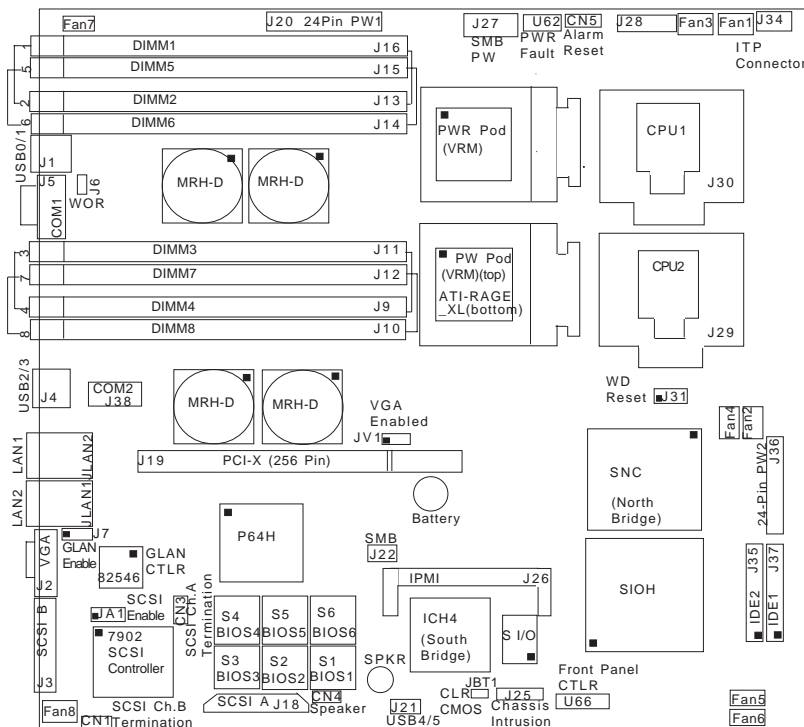 Fan7
J20 24Pin PW1
J27
SMB
PW
U62
PWR
Fault
CN5
Alarm
Reset
J28
Fan3
Fan1
J34
ITP
Connector
1
DIMM1
J16
5
DIMM5
J15
2
DIMM2
J13
6
DIMM6
J14
USB0/1
J1
J5
COM1
J6
WOR
MRH-D
MRH-D
PWR Pod
(VRM)
CPU1
J30
3
DIMM3
J11
7
DIMM7
J12
4
DIMM4
J9
8
DIMM8
J10
PW Pod
(VRM)(top)
ATI-RAGE
_XL(bottom)
CPU2
J29
USB2/3
J4
COM2
J38
MRH-D
MRH-D
VGA
Enabled
JV1
WD
Reset
J31
Fan4
Fan2
J36
24-Pin PW2
LAN1
JLAN2
J19
PCI-X (256 Pin)
SNC
(North
Bridge)
LAN2
JLAN1
Battery
J7
GLAN
Enable
VGA
J2
82546
GLAN
CTLR
P64H
SMB
J22
IPMI
J26
SIOH
J35
IDE2
J37
IDE1
SCSI
Enable
JA1
CN3
SCSI Ch.A
Termination
SCSI B
J3
7902
SCSI
Controller
S4
BIOS4
S5
BIOS5
S6
BIOS6
S3
BIOS3
S2
BIOS2
S1
BIOS1
ICH4
(South
Bridge)
S I/O
SPKR
Fan8
CN1
SCSI Ch.B
Termination
SCSI A
J18
CN4
Speaker
J21
USB4/5
JBT1
CLR
CMOS
J25
Chassis
Intrusion
Front Panel
CTLR
U66
Fan5
Fan6